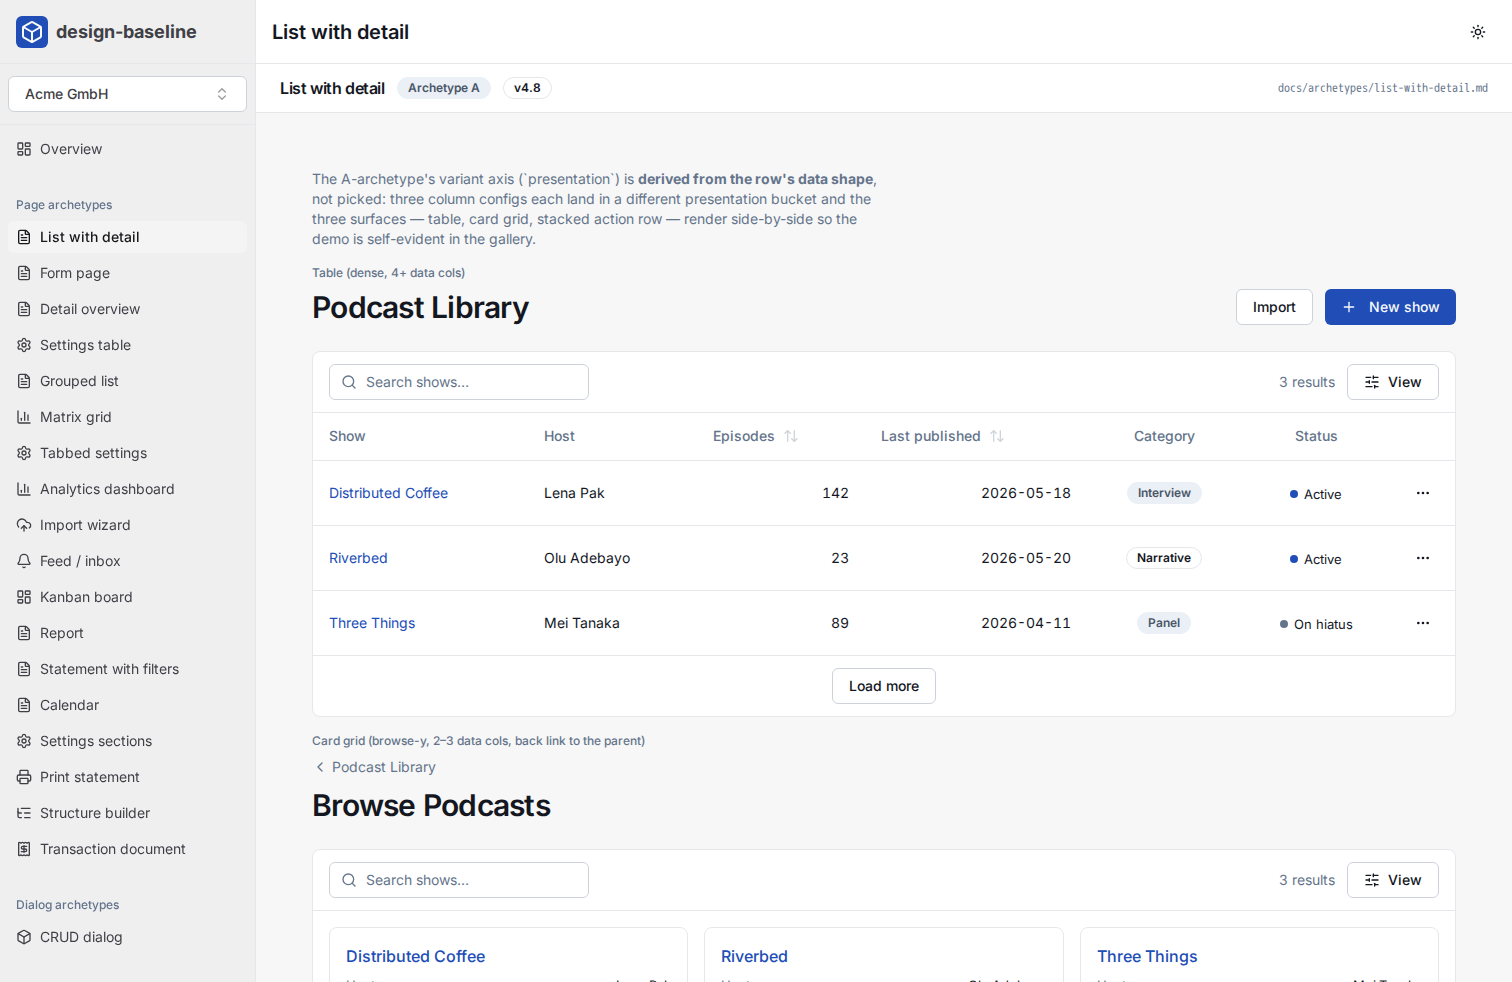 design-baseline
List with detail
Acme GmbH
List with detail
Archetype A
v4.8
docs/archetypes/list-with-detail.md
Overview
Page archetypes
List with detail
Form page
Detail overview
Settings table
Grouped list
Matrix grid
Tabbed settings
Analytics dashboard
Import wizard
Feed / inbox
Kanban board
Report
Statement with filters
Calendar
Settings sections
Print statement
Structure builder
Transaction document
Dialog archetypes
CRUD dialog
The A-archetype's variant axis (`presentation`) is derived from the row's data shape,
not picked: three column configs each land in a different presentation bucket and the
three surfaces — table, card grid, stacked action row — render side-by-side so the
demo is self-evident in the gallery.
Table (dense, 4+ data cols)
Podcast Library
Import
New show
Search shows...
3 results
View
Show Host Episodes Last published Category Status
Distributed Coffee Lena Pak 142 2026-05-18 Interview Active
Riverbed Olu Adebayo 23 2026-05-20 Narrative Active
Three Things Mei Tanaka 89 2026-04-11 Panel On hiatus
Load more
Card grid (browse-y, 2–3 data cols, back link to the parent)
Podcast Library
Browse Podcasts
Search shows...
3 results
View
Distributed Coffee
Riverbed
Three Things